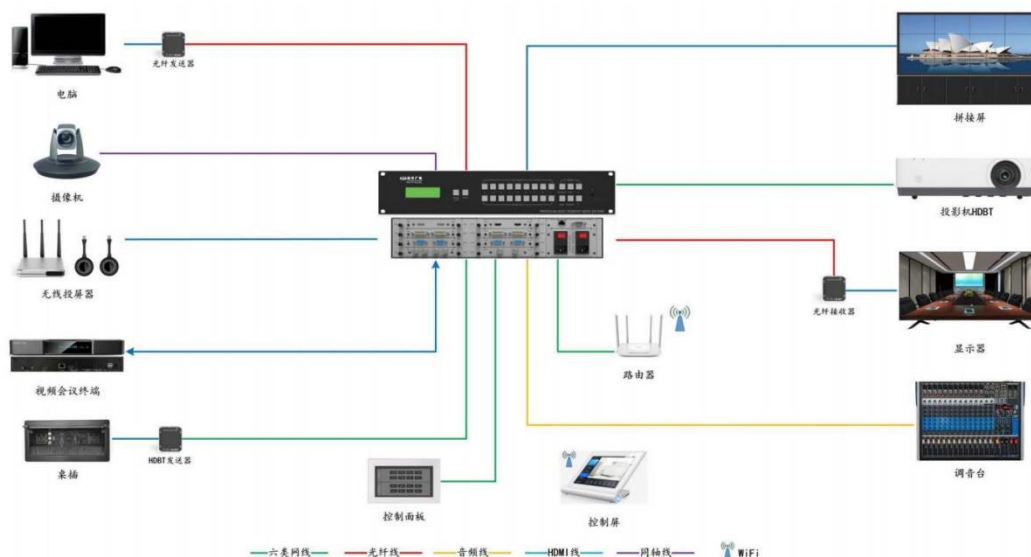 光纤发送器
电脑
拼接屏
摄像机
投影机HDBT
无线投屏器
光纤接收器
显示器
路由器
视频会议终端
HDBT发送器
桌插
控制面板
控制屏
调音台
六类网线
光纤线
音频线
HDMI线
同轴线
WiFi